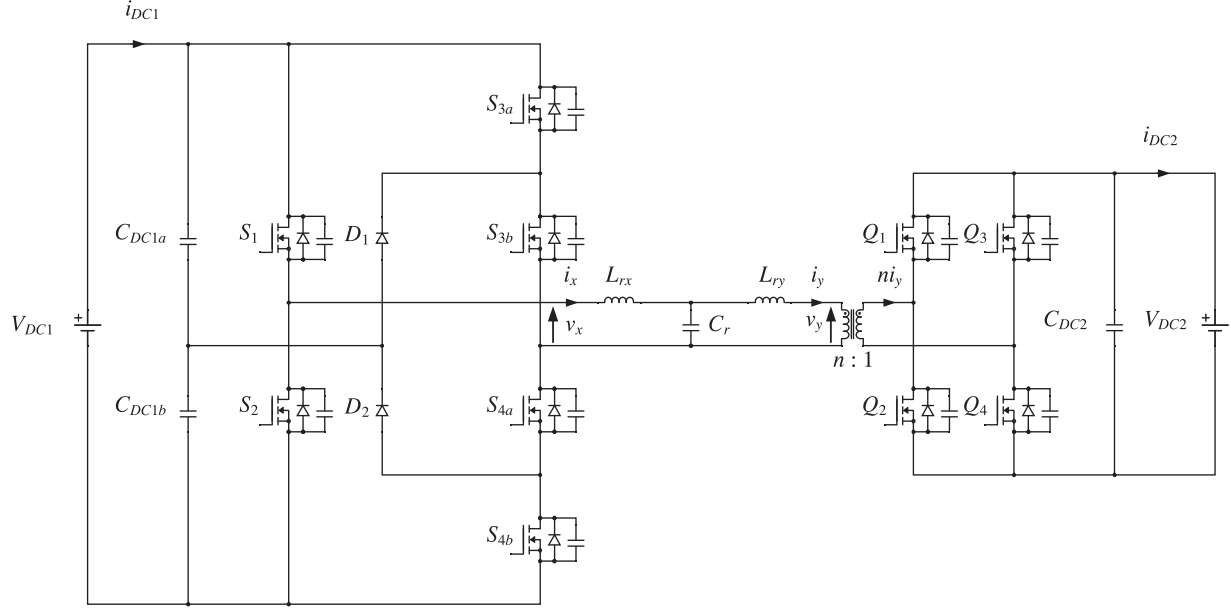 i_{DC1}
S_{3a}
i_{DC2}
C_{DC1a}
S_1
D_1
S_{3b}
Q_1
Q_3
i_x
L_{rx}
L_{ry}
i_y
ni_y
V_{DC1}
+
v_x
C_r
v_y
C_{DC2}
V_{DC2}
+
n : 1
C_{DC1b}
S_2
D_2
S_{4a}
Q_2
Q_4
S_{4b}